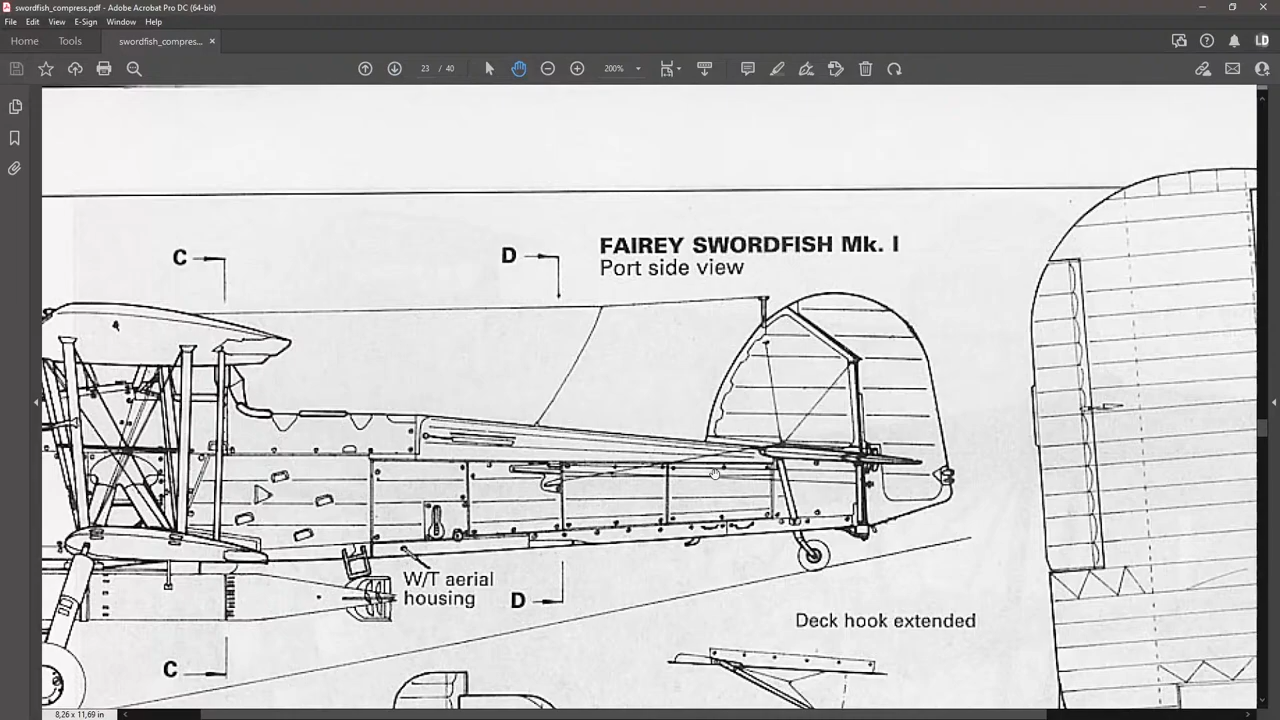 swordfish_compress.pdf - Adobe Acrobat Pro DC (64-bit)
File Edit View E-Sign Window Help
Home Tools swordfish_compres... ×
LD
23 / 40
200%
FAIREY SWORDFISH Mk. I
Port side view
C
D
W/T aerial
housing
D
Deck hook extended
C
8,26 x 11,69 in